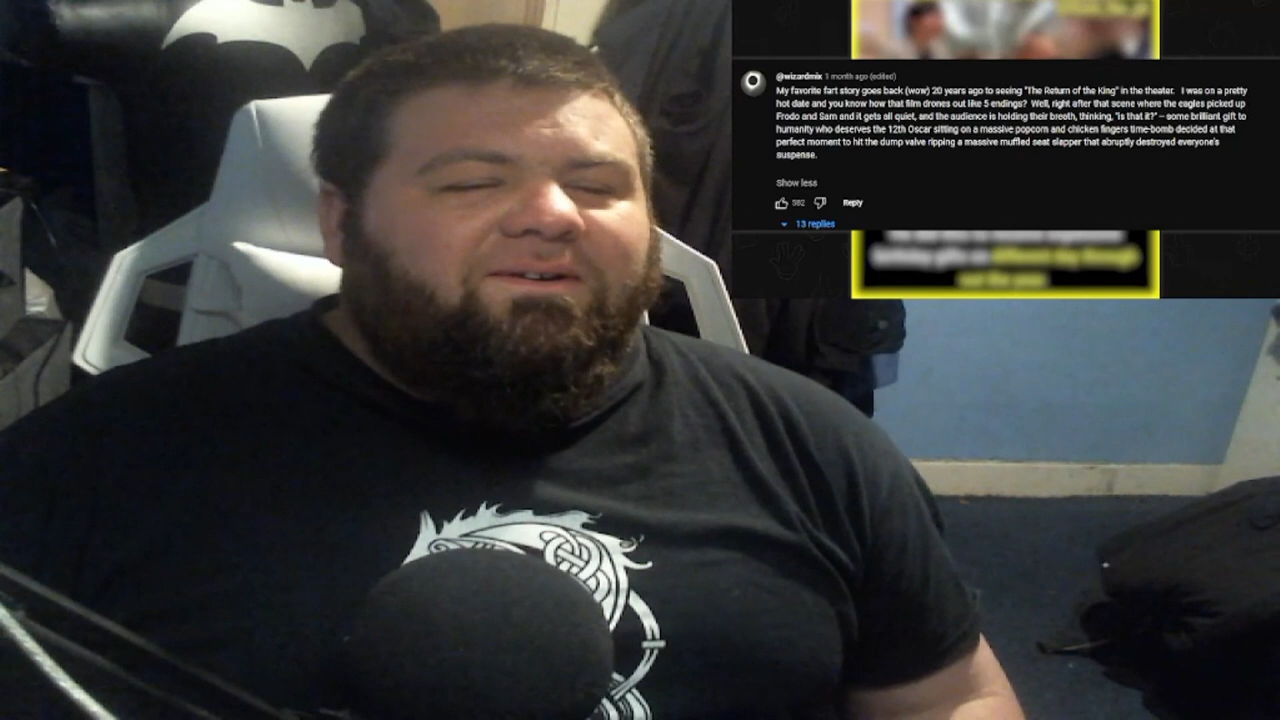 @wizardmix 1 month ago (edited)
My favorite fart story goes back (wow) 20 years ago to seeing "The Return of the King" in the theater. I was on a pretty
hot date and you know how that film drones out like 5 endings? Well, right after that scene where the eagles picked up
Frodo and Sam and it gets all quiet, and the audience is holding their breath, thinking, "is that it?" – some brilliant gift to
humanity who deserves the 12th Oscar sitting on a massive popcorn and chicken fingers time-bomb decided at that
perfect moment to hit the dump valve ripping a massive muffled seat slapper that abruptly destroyed everyone's
suspense.
Show less
382 Reply
13 replies